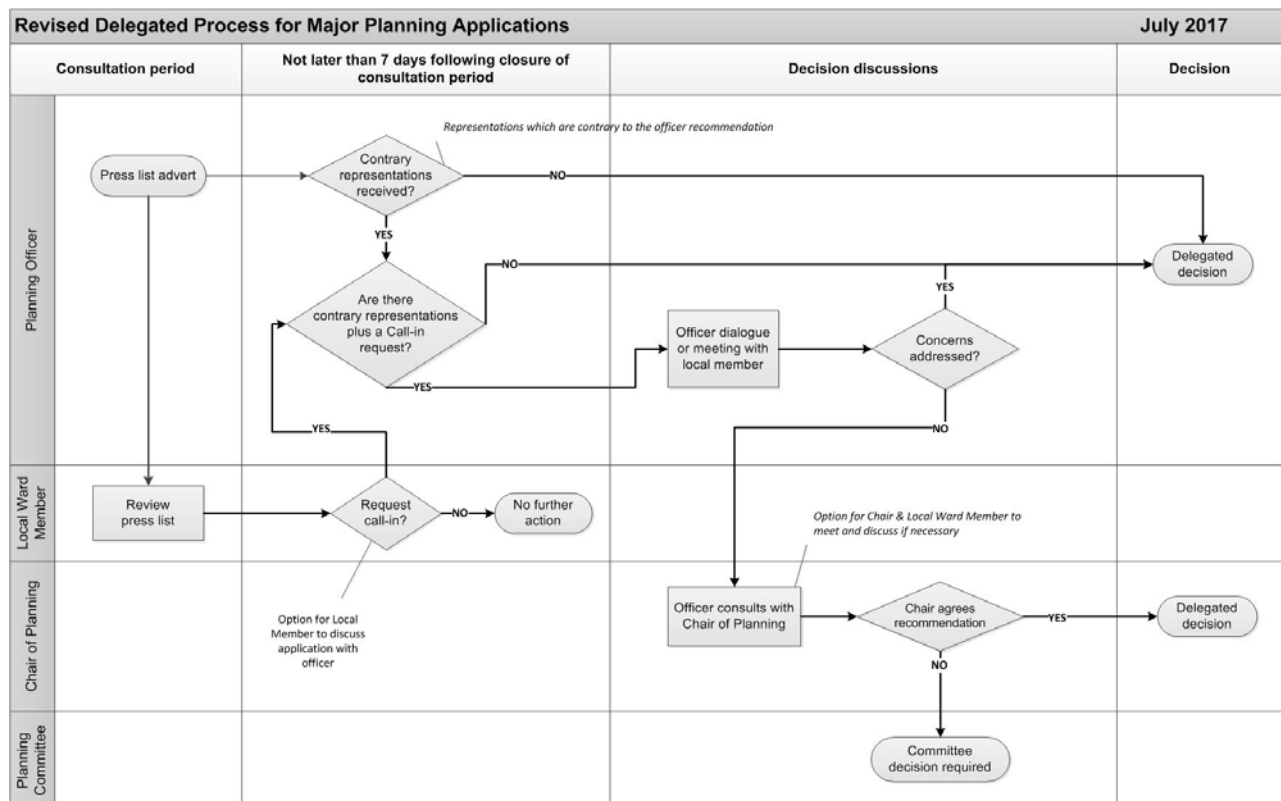 Revised Delegated Process for Major Planning Applications
July 2017
Consultation period
Not later than 7 days following closure of
consultation period
Decision discussions
Decision
Planning Officer
Representations which are contrary to the officer recommendation
Press list advert
Contrary
representations
received?
NO
YES
Are there
contrary representations
plus a Call-in
request?
NO
YES
Officer dialogue
or meeting with
local member
Concerns
addressed?
YES
NO
Delegated
decision
YES
Local Ward
Member
Review
press list
Request
call-in?
NO
No further
action
Option for Chair & Local Ward Member to
meet and discuss if necessary
Chair of Planning
Option for Local
Member to discuss
application with
officer
Officer consults with
Chair of Planning
Chair agrees
recommendation
YES
Delegated
decision
NO
Planning
Committee
Committee
decision required